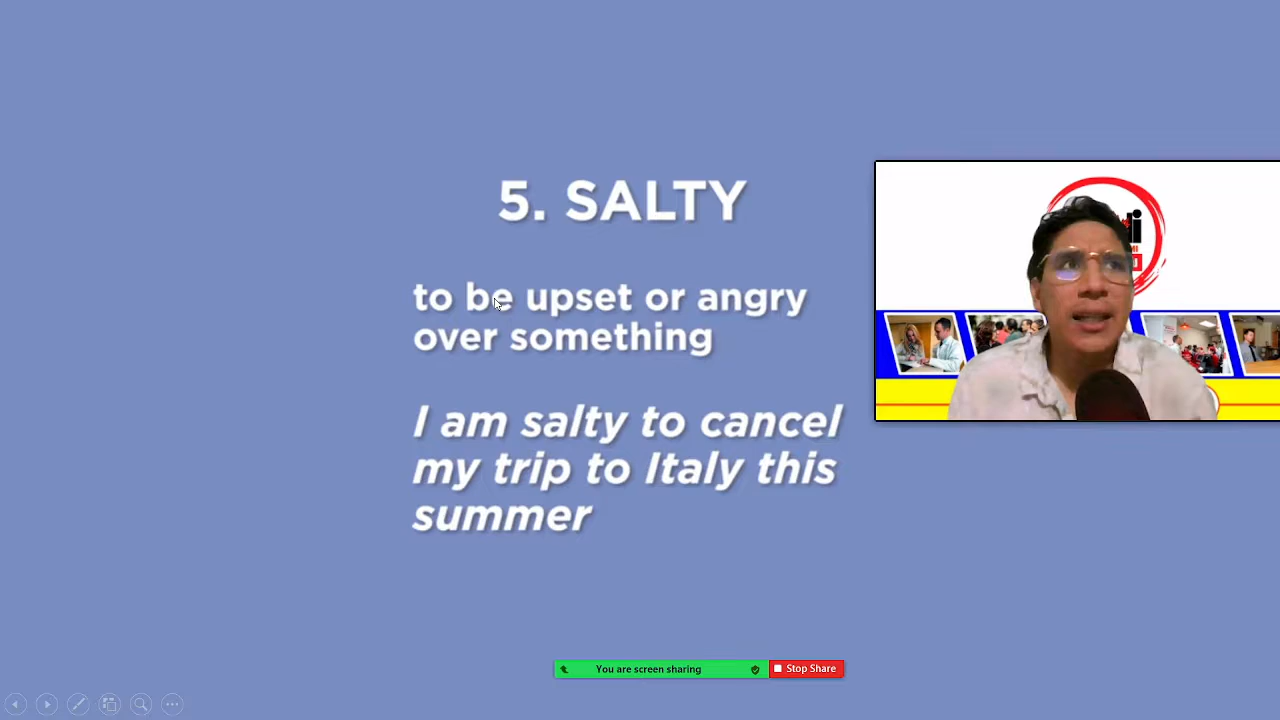 5. SALTY
to be upset or angry
over something
I am salty to cancel
my trip to Italy this
summer
You are screen sharing
Stop Share